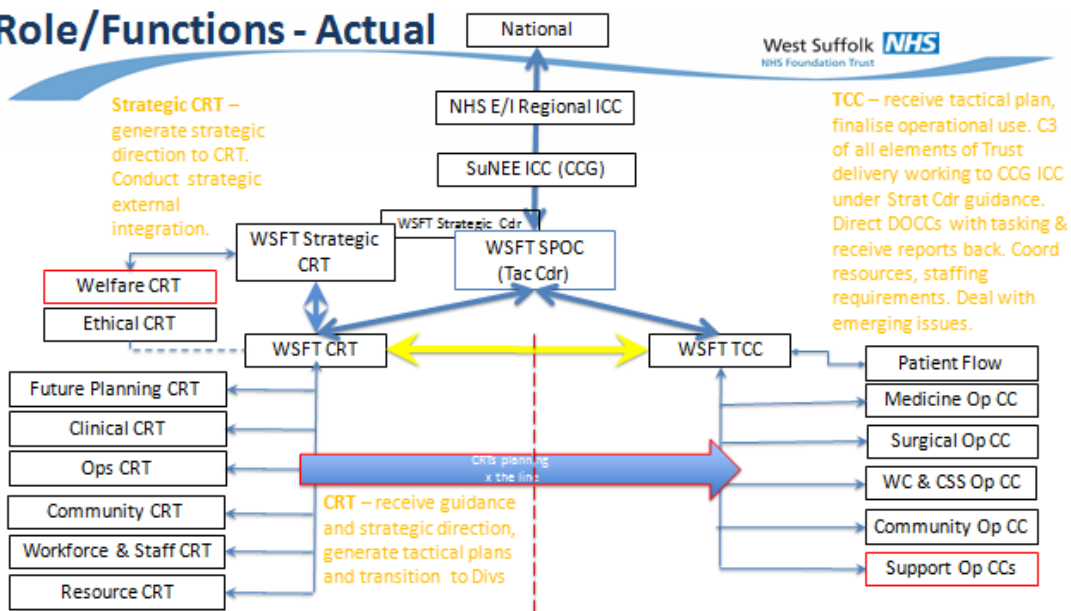 Role/Functions - Actual
National
West Suffolk NHS
NHS Foundation Trust
Strategic CRT –
generate strategic
direction to CRT.
Conduct strategic
external
integration.
NHS E/I Regional ICC
SuNEE ICC (CCG)
TCC – receive tactical plan,
finalise operational use. C3
of all elements of Trust
delivery working to CCG ICC
under Strat Cdr guidance.
Direct DOCCs with tasking &
receive reports back. Coord
resources, staffing
requirements. Deal with
emerging issues.
WSFT Strategic Cdr
WSFT Strategic
CRT
WSFT SPOC
(Tac Cdr)
Welfare CRT
Ethical CRT
WSFT CRT
WSFT TCC
Future Planning CRT
Clinical CRT
Ops CRT
Community CRT
Workforce & Staff CRT
Resource CRT
CRTs planning
x the line
CRT – receive guidance
and strategic direction,
generate tactical plans
and transition to Divs
Patient Flow
Medicine Op CC
Surgical Op CC
WC & CSS Op CC
Community Op CC
Support Op CCs